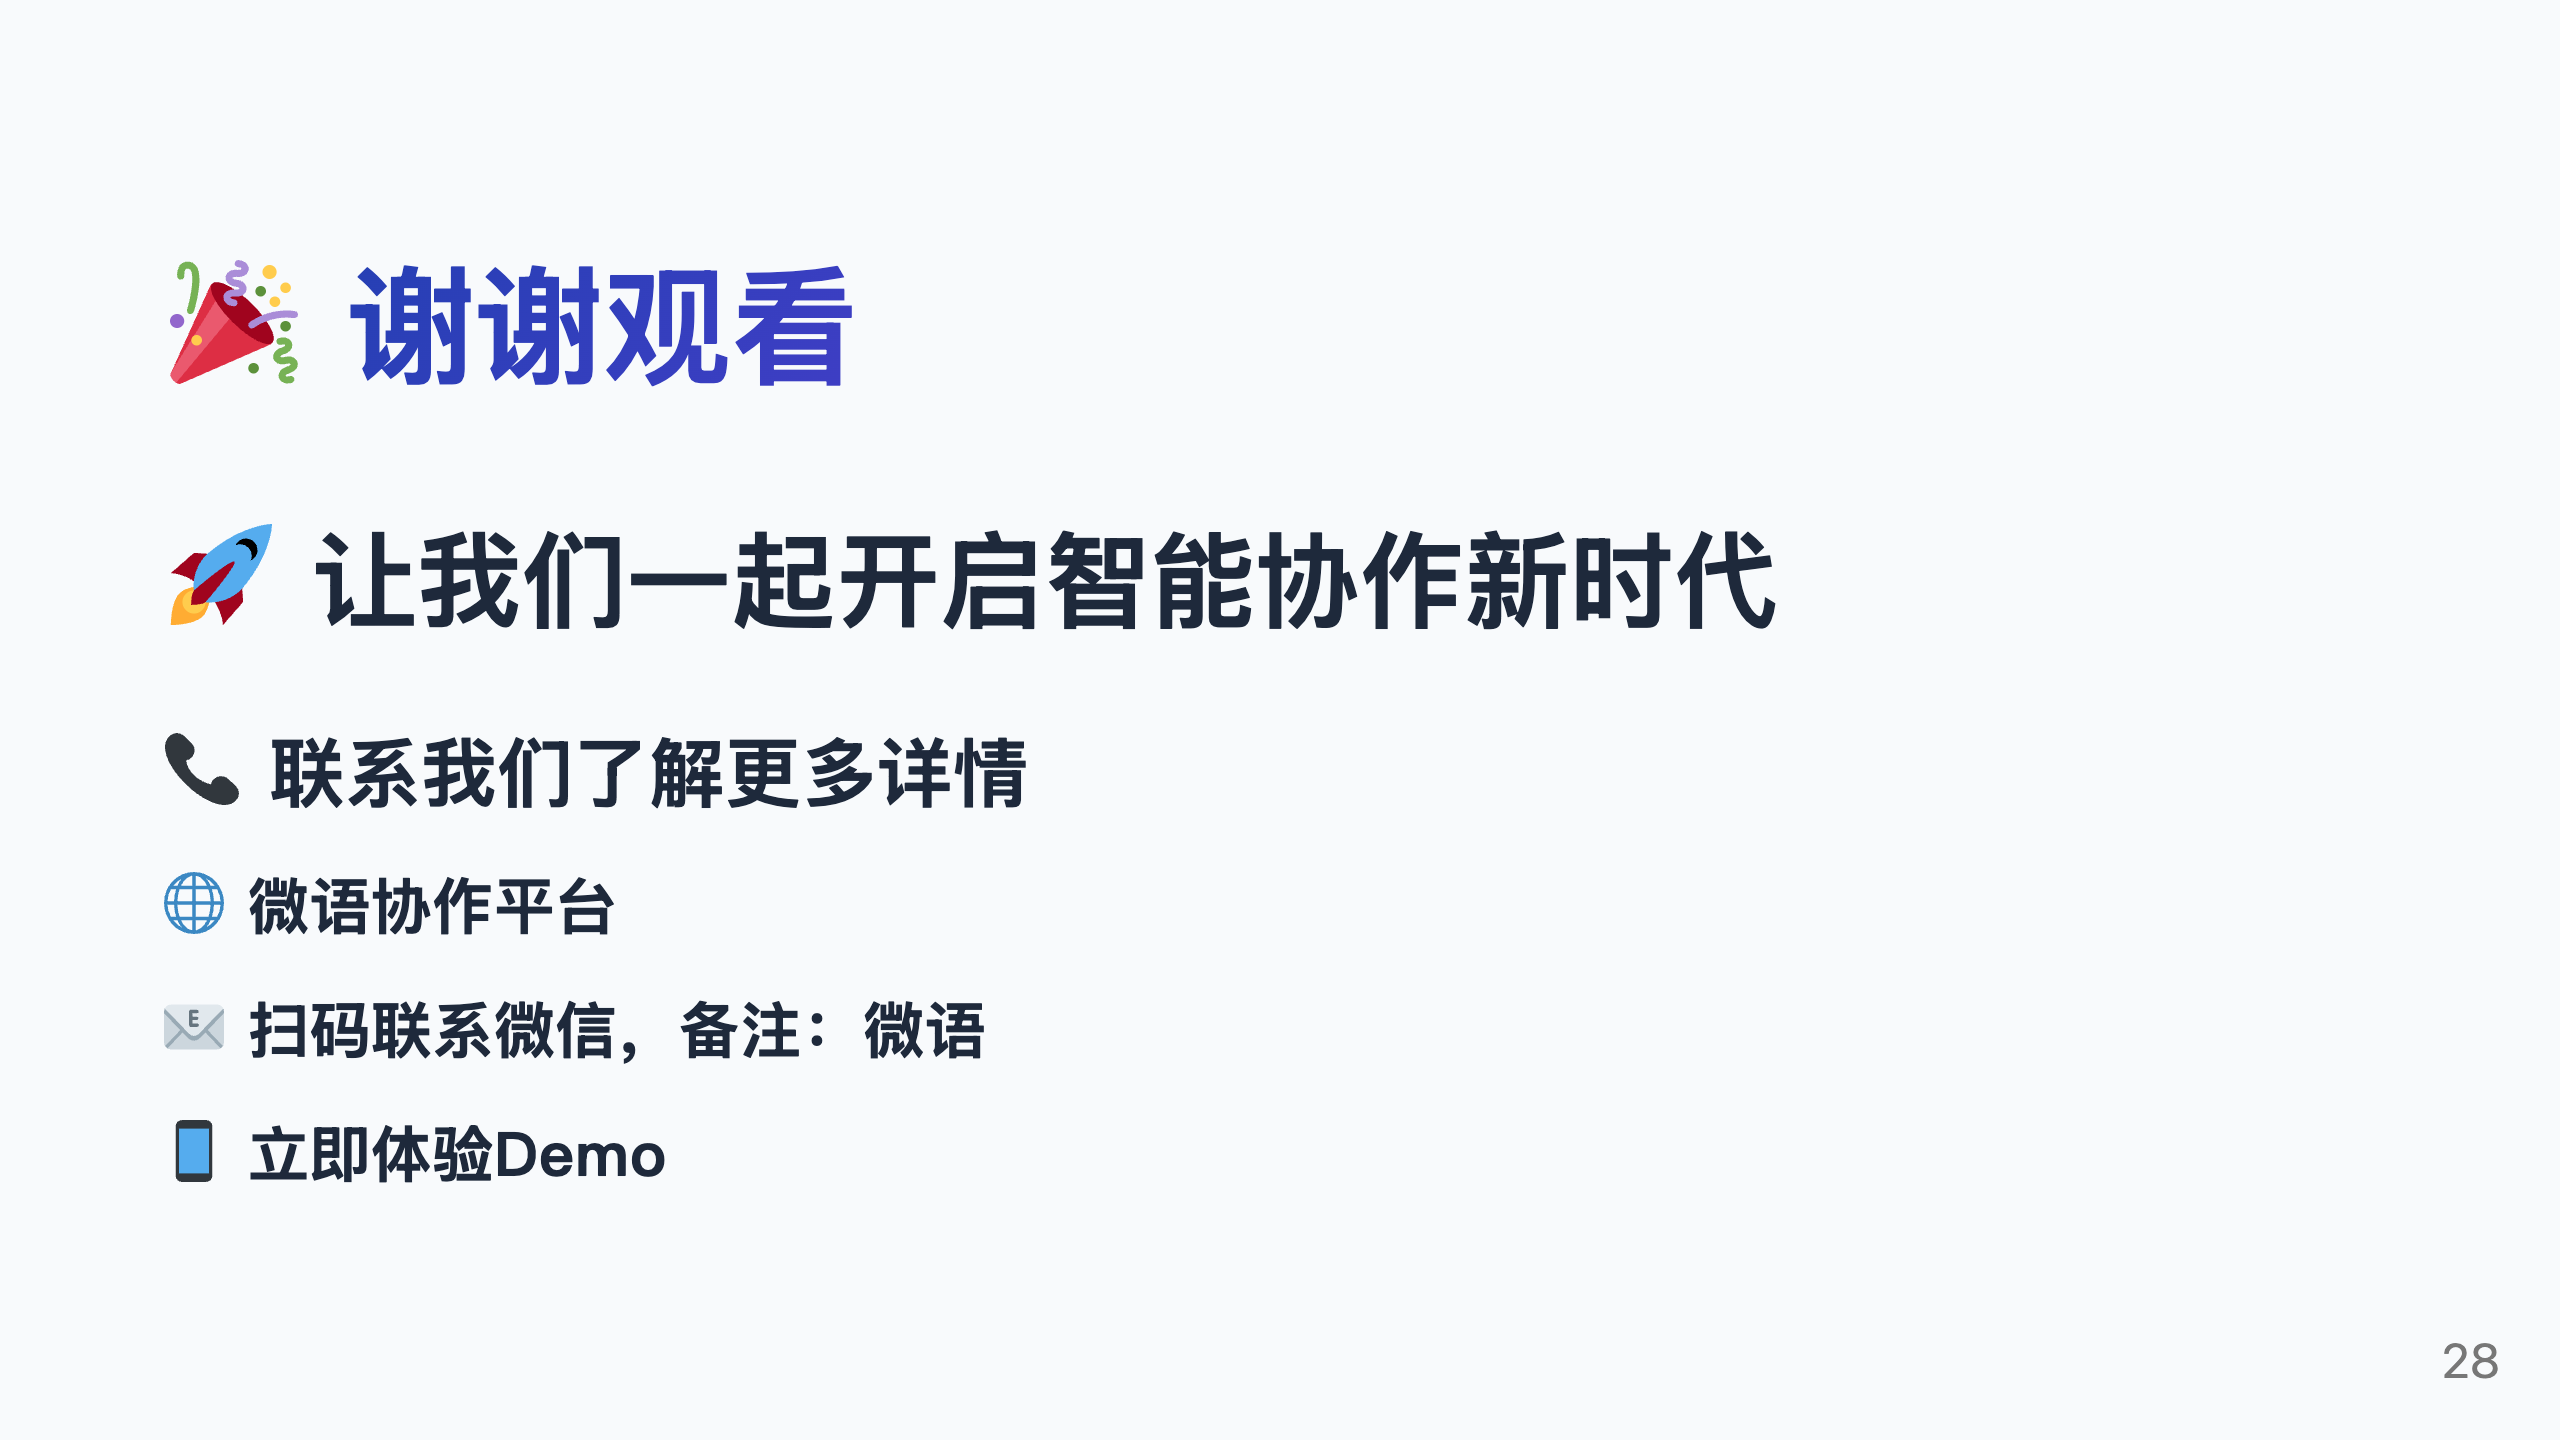 🎉 谢谢观看
🚀 让我们一起开启智能协作新时代
📞 联系我们了解更多详情
🌐 微语协作平台
📧 扫码联系微信，备注：微语
📱 立即体验Demo
28